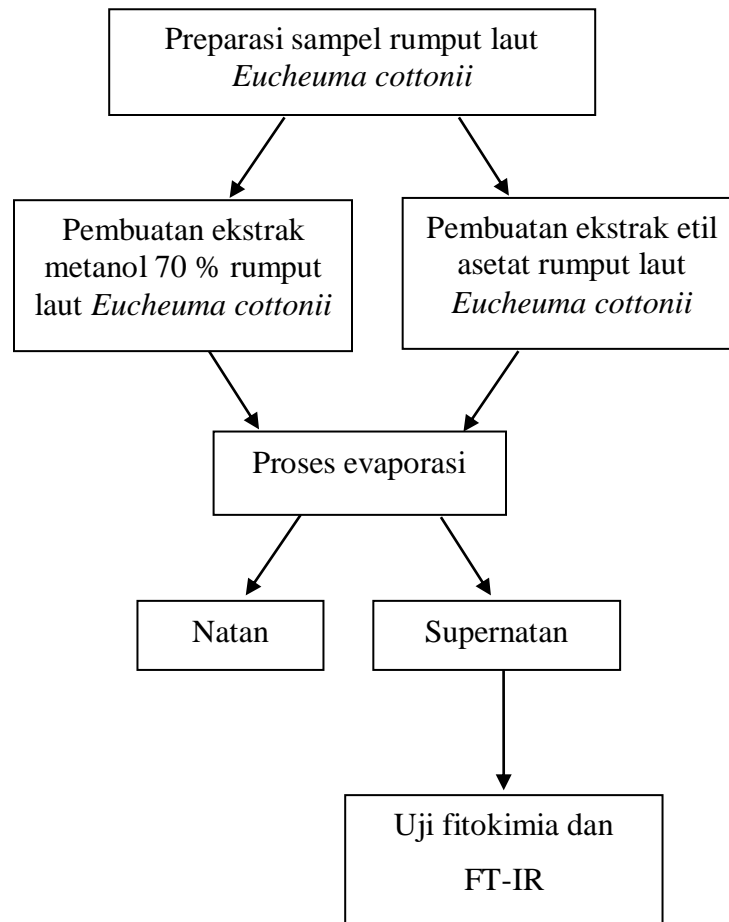 Preparasi sampel rumput laut
Eucheuma cottonii
Pembuatan ekstrak
metanol 70 % rumput
laut Eucheuma cottonii
Pembuatan ekstrak etil
asetat rumput laut
Eucheuma cottonii
Proses evaporasi
Natan
Supernatan
Uji fitokimia dan
FT-IR